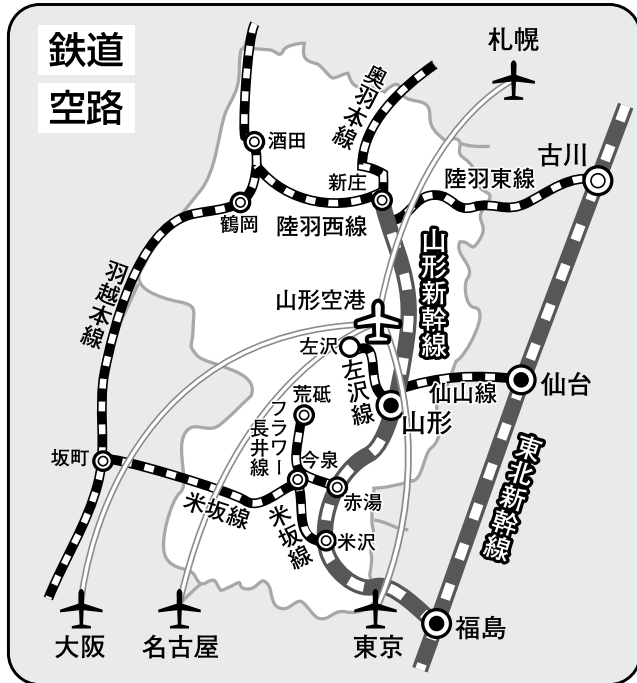 鉄道
空路
札幌
奥羽本線
酒田
新庄
陸羽東線
古川
鶴岡
陸羽西線
山形新幹線
羽越本線
山形空港
左沢
左沢線
仙山線
仙台
荒砥
山形
フラワー
長井線
今泉
坂町
赤湯
東北新幹線
米坂線
米坂線
米沢
大阪
名古屋
東京
福島